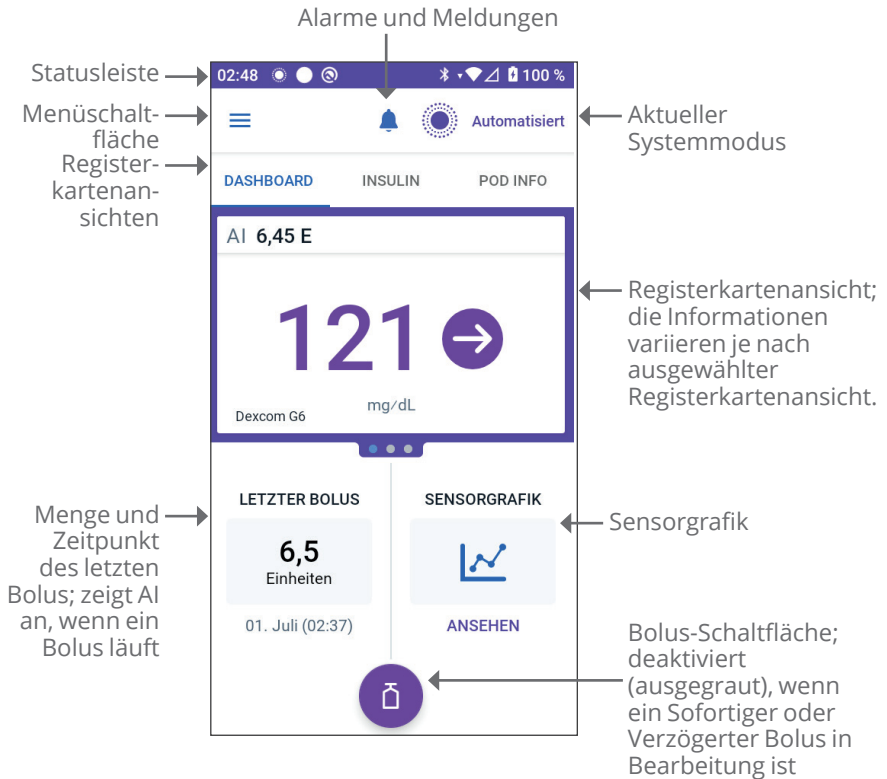 Alarme und Meldungen
Statusleiste
Menüschalt-
fläche
Register-
kartenan-
sichten
02:48
100 %
Automatisiert
Aktueller
Systemmodus
DASHBOARD
INSULIN
POD INFO
AI 6,45 E
121
mg/dL
Dexcom G6
Registerkartenansicht;
die Informationen
variieren je nach
ausgewählter
Registerkartenansicht.
LETZTER BOLUS
6,5
Einheiten
01. Juli (02:37)
SENSORGRAFIK
ANSEHEN
Menge und
Zeitpunkt
des letzten
Bolus; zeigt AI
an, wenn ein
Bolus läuft
Sensorgrafik
Bolus-Schaltfläche;
deaktiviert
(ausgegraut), wenn
ein Sofortiger oder
Verzögerter Bolus in
Bearbeitung ist